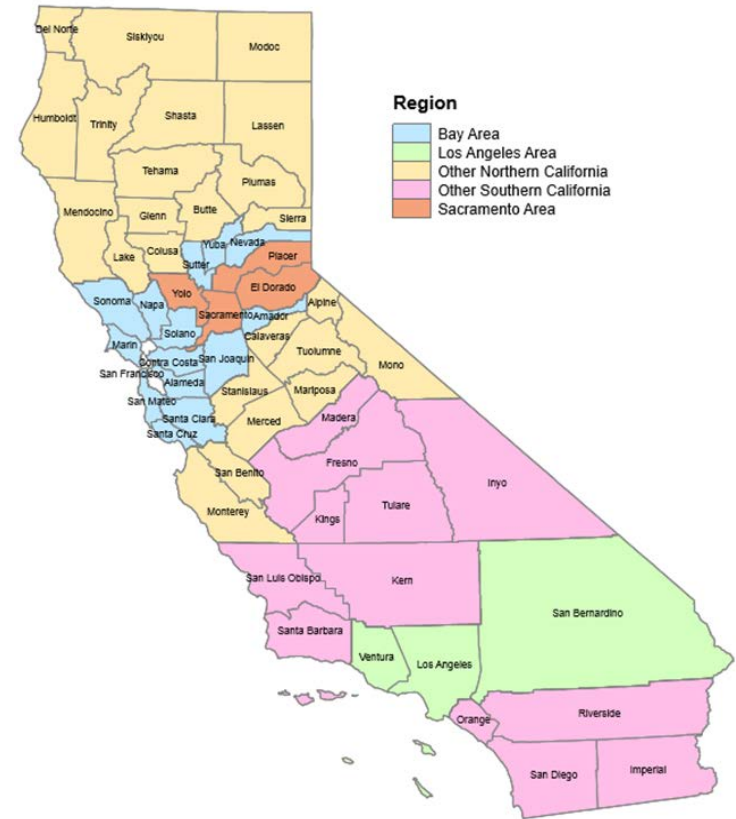 Del Norte
Siskiyou
Modoc
Humboldt
Trinity
Shasta
Lassen
Tehama
Plumas
Mendocino
Glenn
Butte
Sierra
Lake
Colusa
Yuba
Nevada
Sutter
Placer
Sonoma
Napa
Yolo
El Dorado
Sacramento
Amador
Alpine
Solano
Calaveras
Marin
Contra Costa
San Joaquin
Tuolumne
Mono
San Francisco
Alameda
Stanislaus
Mariposa
San Mateo
Santa Clara
Merced
Madera
Santa Cruz
Fresno
San Benito
Inyo
Monterey
Kings
Tulare
San Luis Obispo
Kern
San Bernardino
Santa Barbara
Ventura
Los Angeles
Orange
Riverside
San Diego
Imperial
Region
Bay Area
Los Angeles Area
Other Northern California
Other Southern California
Sacramento Area